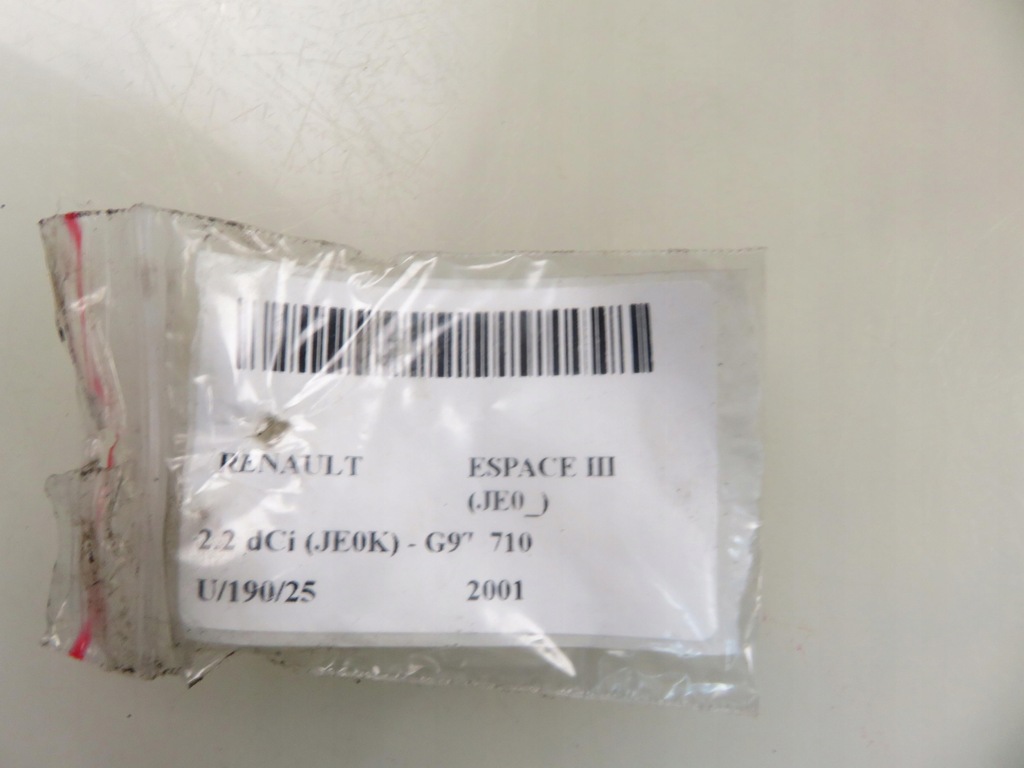 RENAULT ESPACE III
(JE0_)
2.2 dCi (JE0K) - 710
U/190/25 2001